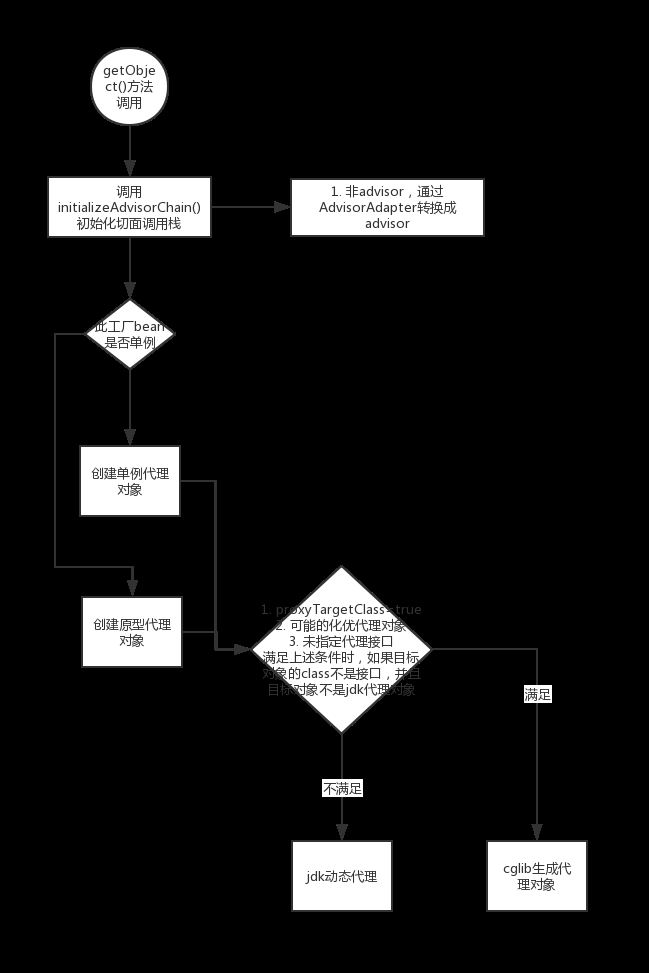 getObje
ct()方法
调用
调用
initializeAdvisorChain()
初始化切面调用栈
1. 非advisor，通过
AdvisorAdapter转换成
advisor
此工厂bean
是否单例
创建单例代理
对象
创建原型代理
对象
1. proxyTargetClass=true
2. 可能的化优代理对象
3. 未指定代理接口
满足上述条件时，如果目标
对象的class不是接口，并且
目标对象不是jdk代理对象
满足
不满足
jdk动态代理
cglib生成代
理对象